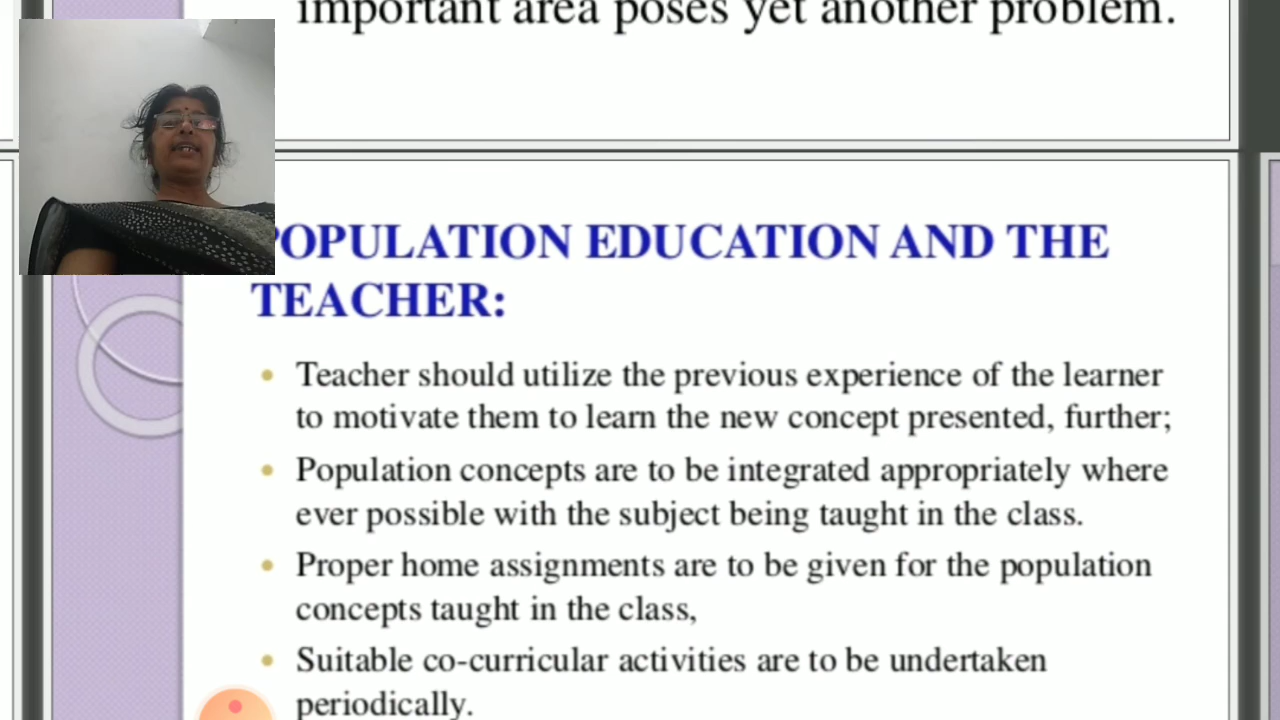 important area poses yet another problem.
POPULATION EDUCATION AND THE
TEACHER:
Teacher should utilize the previous experience of the learner
to motivate them to learn the new concept presented, further;
Population concepts are to be integrated appropriately where
ever possible with the subject being taught in the class.
Proper home assignments are to be given for the population
concepts taught in the class,
Suitable co-curricular activities are to be undertaken
periodically.